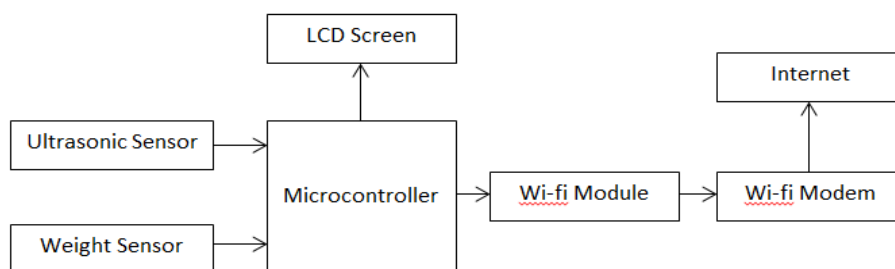 LCD Screen
Internet
Ultrasonic Sensor
Microcontroller
Wi-fi Module
Wi-fi Modem
Weight Sensor